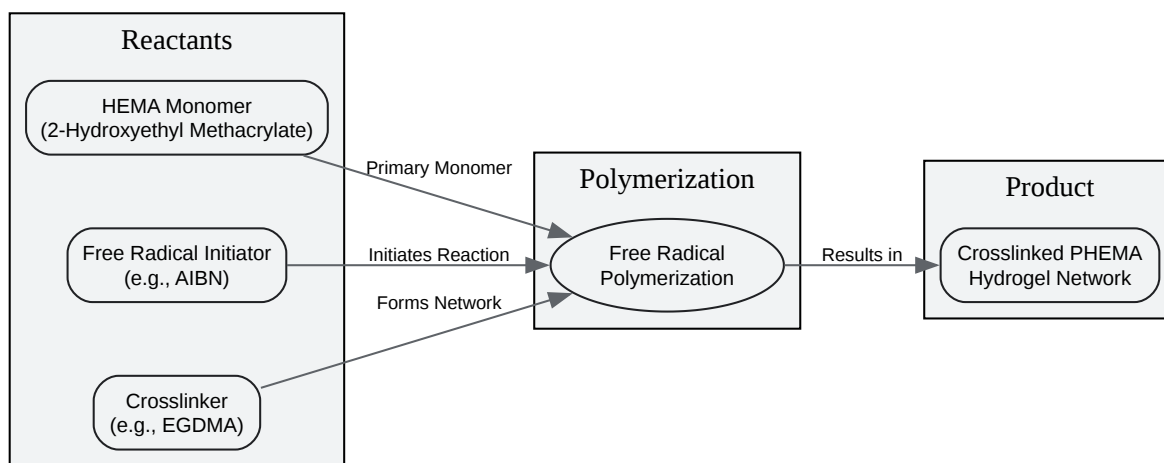 Reactants
HEMA Monomer
(2-Hydroxyethyl Methacrylate)
Free Radical Initiator
(e.g., AIBN)
Crosslinker
(e.g., EGDMA)
Primary Monomer
Initiates Reaction
Forms Network
Polymerization
Free Radical
Polymerization
Results in
Product
Crosslinked PHEMA
Hydrogel Network